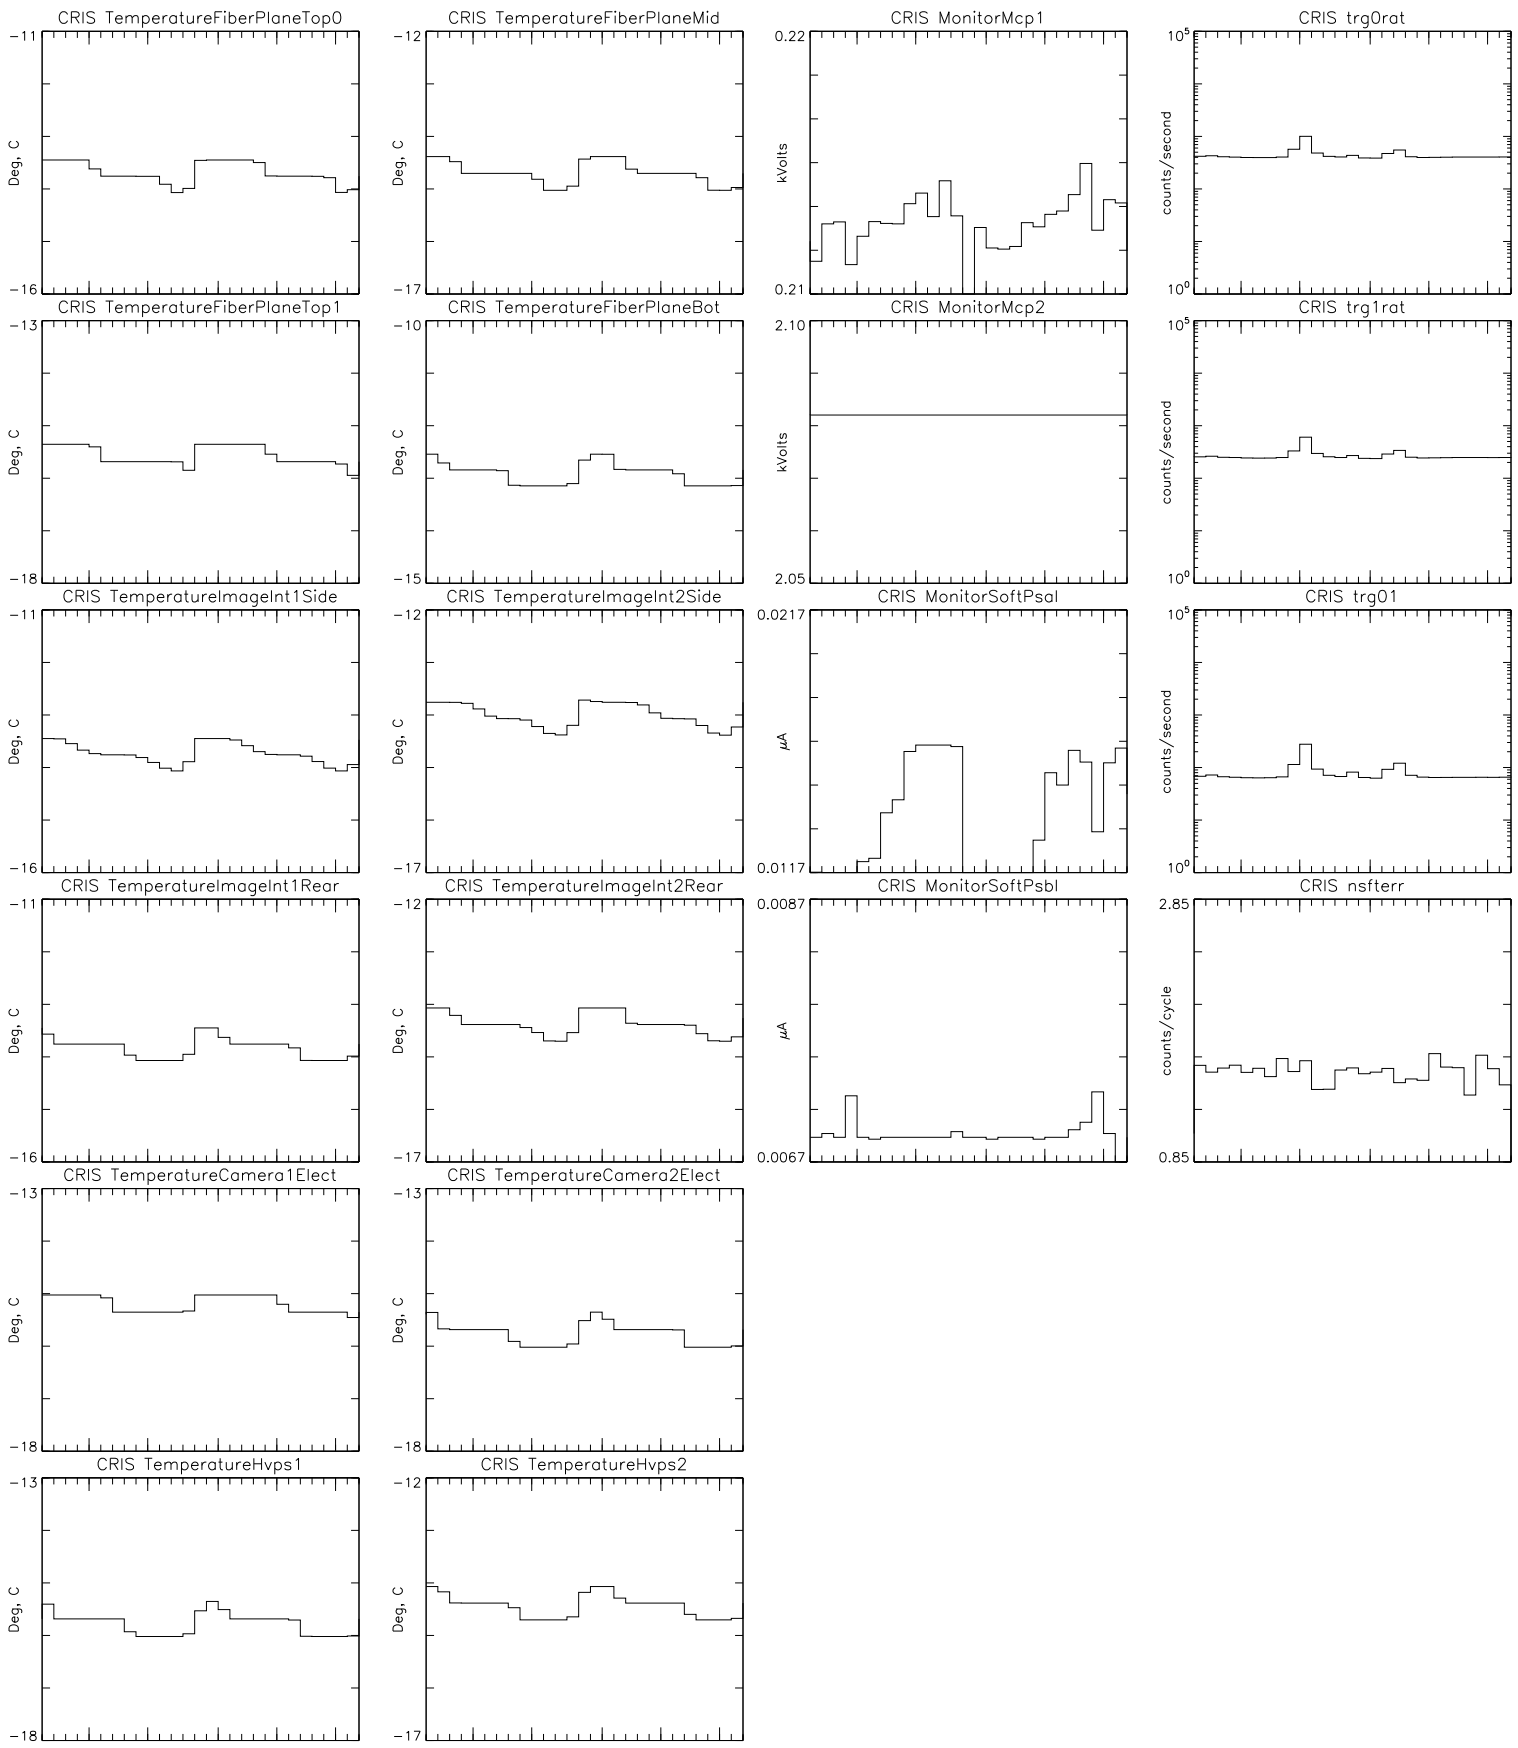 CRIS TemperatureFiberPlaneTop0
CRIS TemperatureFiberPlaneMid
CRIS MonitorMcp1
CRIS trg0rat
-11
Deg, C
-16
-12
Deg, C
-17
0.22
kVolts
0.21
10^5
counts/second
10^0
CRIS TemperatureFiberPlaneTop1
CRIS TemperatureFiberPlaneBot
CRIS MonitorMcp2
CRIS trg1rat
-13
Deg, C
-18
-10
Deg, C
-15
2.10
kVolts
2.05
10^5
counts/second
10^0
CRIS TemperatureImageInt1Side
CRIS TemperatureImageInt2Side
CRIS MonitorSoftPsaI
CRIS trg01
-11
Deg, C
-16
-12
Deg, C
-17
0.0217
μA
0.0117
10^5
counts/second
10^0
CRIS TemperatureImageInt1Rear
CRIS TemperatureImageInt2Rear
CRIS MonitorSoftPsbI
CRIS nsfterr
-11
Deg, C
-16
-12
Deg, C
-17
0.0087
μA
0.0067
2.85
counts/cycle
0.85
CRIS TemperatureCamera1Elect
CRIS TemperatureCamera2Elect
-13
Deg, C
-18
-13
Deg, C
-18
CRIS TemperatureHvps1
CRIS TemperatureHvps2
-13
Deg, C
-18
-12
Deg, C
-17